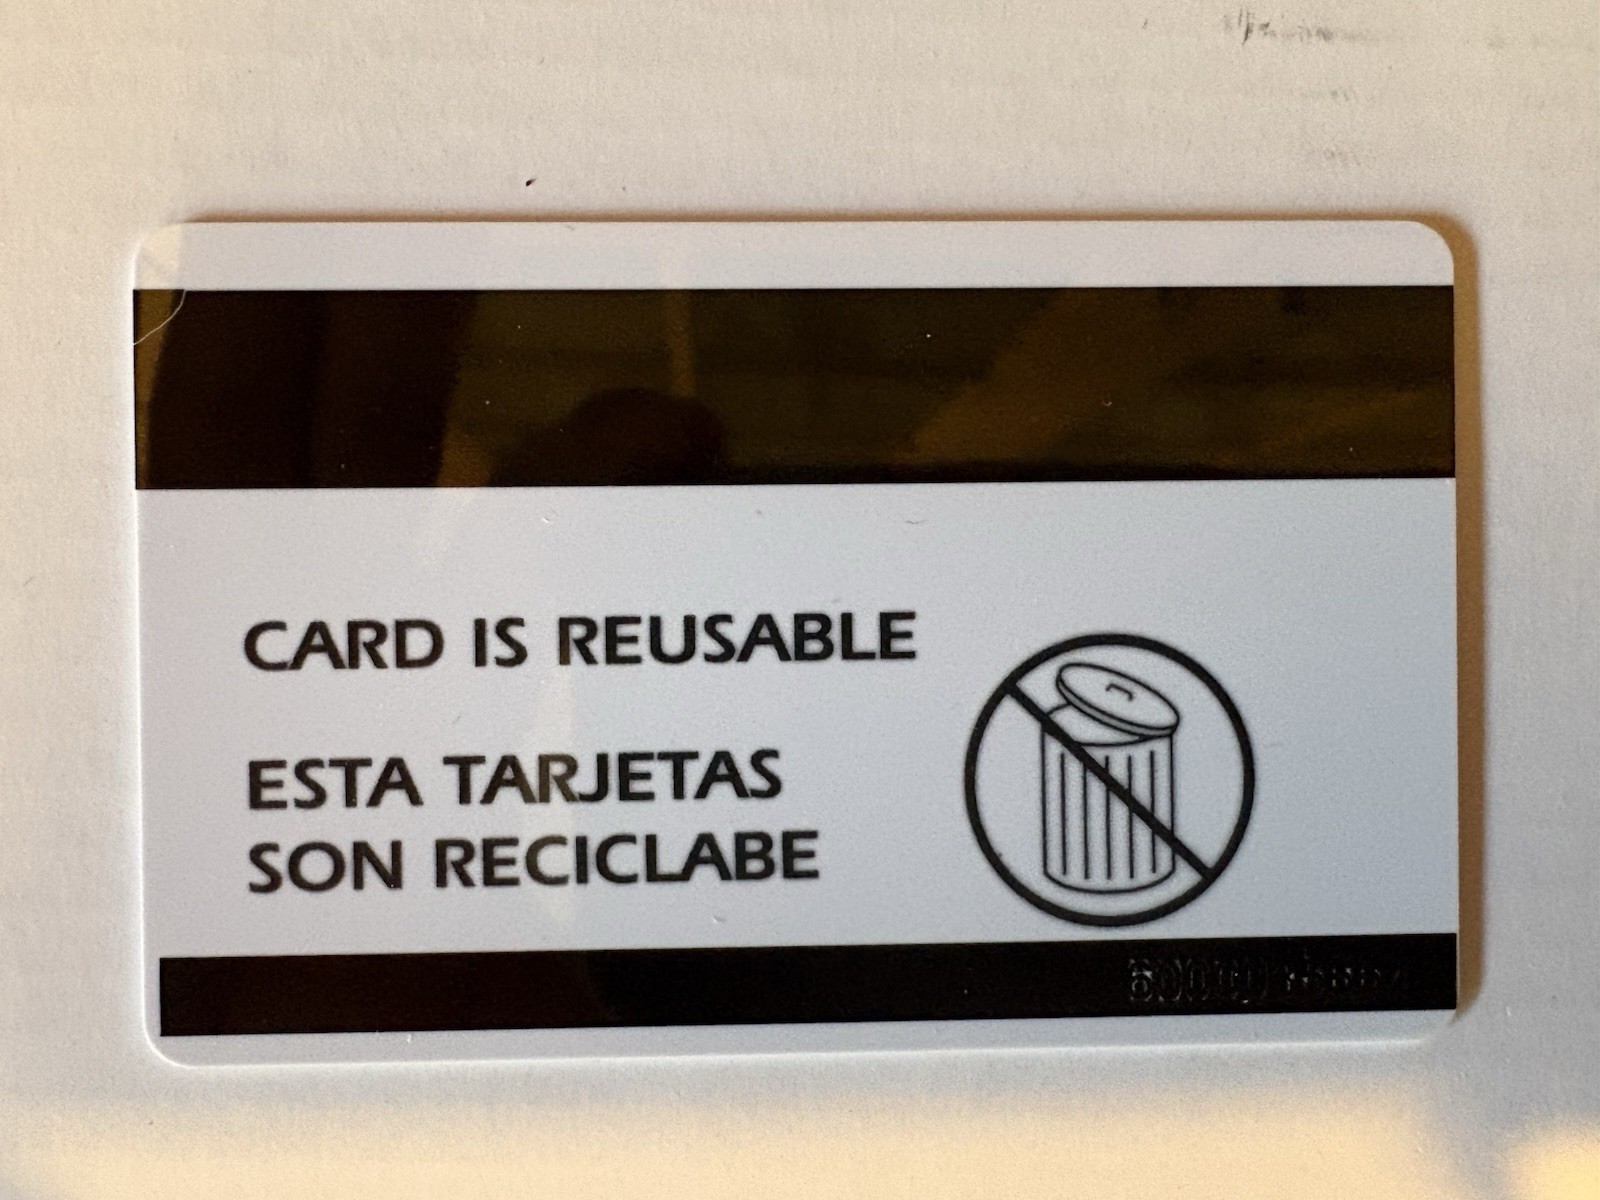 CARD IS REUSABLE
ESTA TARJETAS
SON RECICLABE